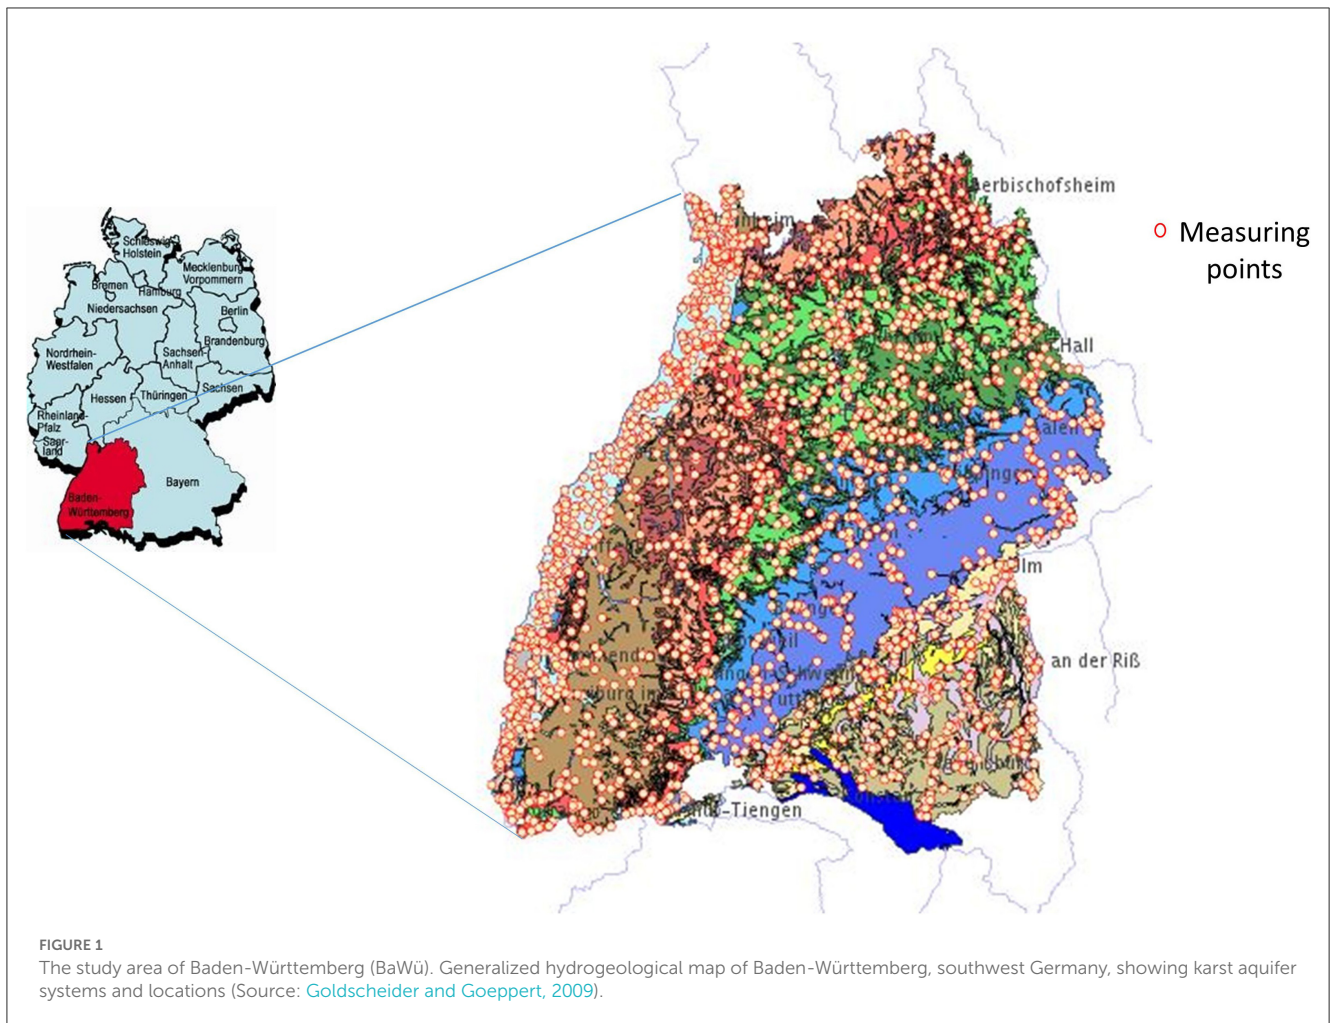 Schleswig-
Holstein
Mecklenburg
Vorpommern
Bremen
Hamburg
Niedersachsen
Berlin
Brandenburg
Nordrhein-
Westfalen
Sachsen-
Anhalt
Sachsen
Hessen
Thüringen
Rheinland-
Pfalz
Saar-
land
Bayern
Baden-
Württemberg
erbischofsheim
Hall
an der Riß
-Tiengen
Measuring
points
FIGURE 1
The study area of Baden-Württemberg (BaWü). Generalized hydrogeological map of Baden-Württemberg, southwest Germany, showing karst aquifer
systems and locations (Source: Goldscheider and Goeppert, 2009).